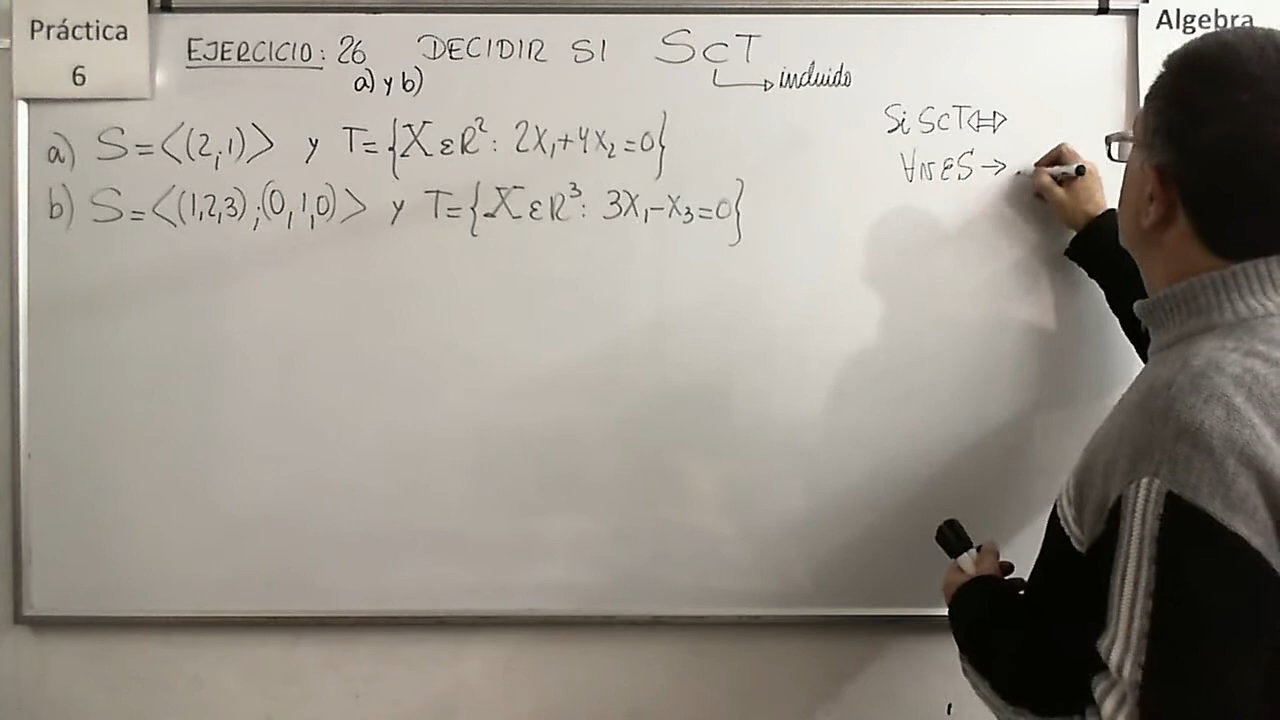 Práctica
6
Algebra
EJERCICIO: 26 DECIDIR SI S⊂T
a) y b)
incluido
a) S=<(2,1)> y T={X∈R²: 2X₁+4X₂=0}
b) S=<(1,2,3),(0,1,0)> y T={X∈R³: 3X₁-X₃=0}
Si S⊂T⇔
∀v∈S→